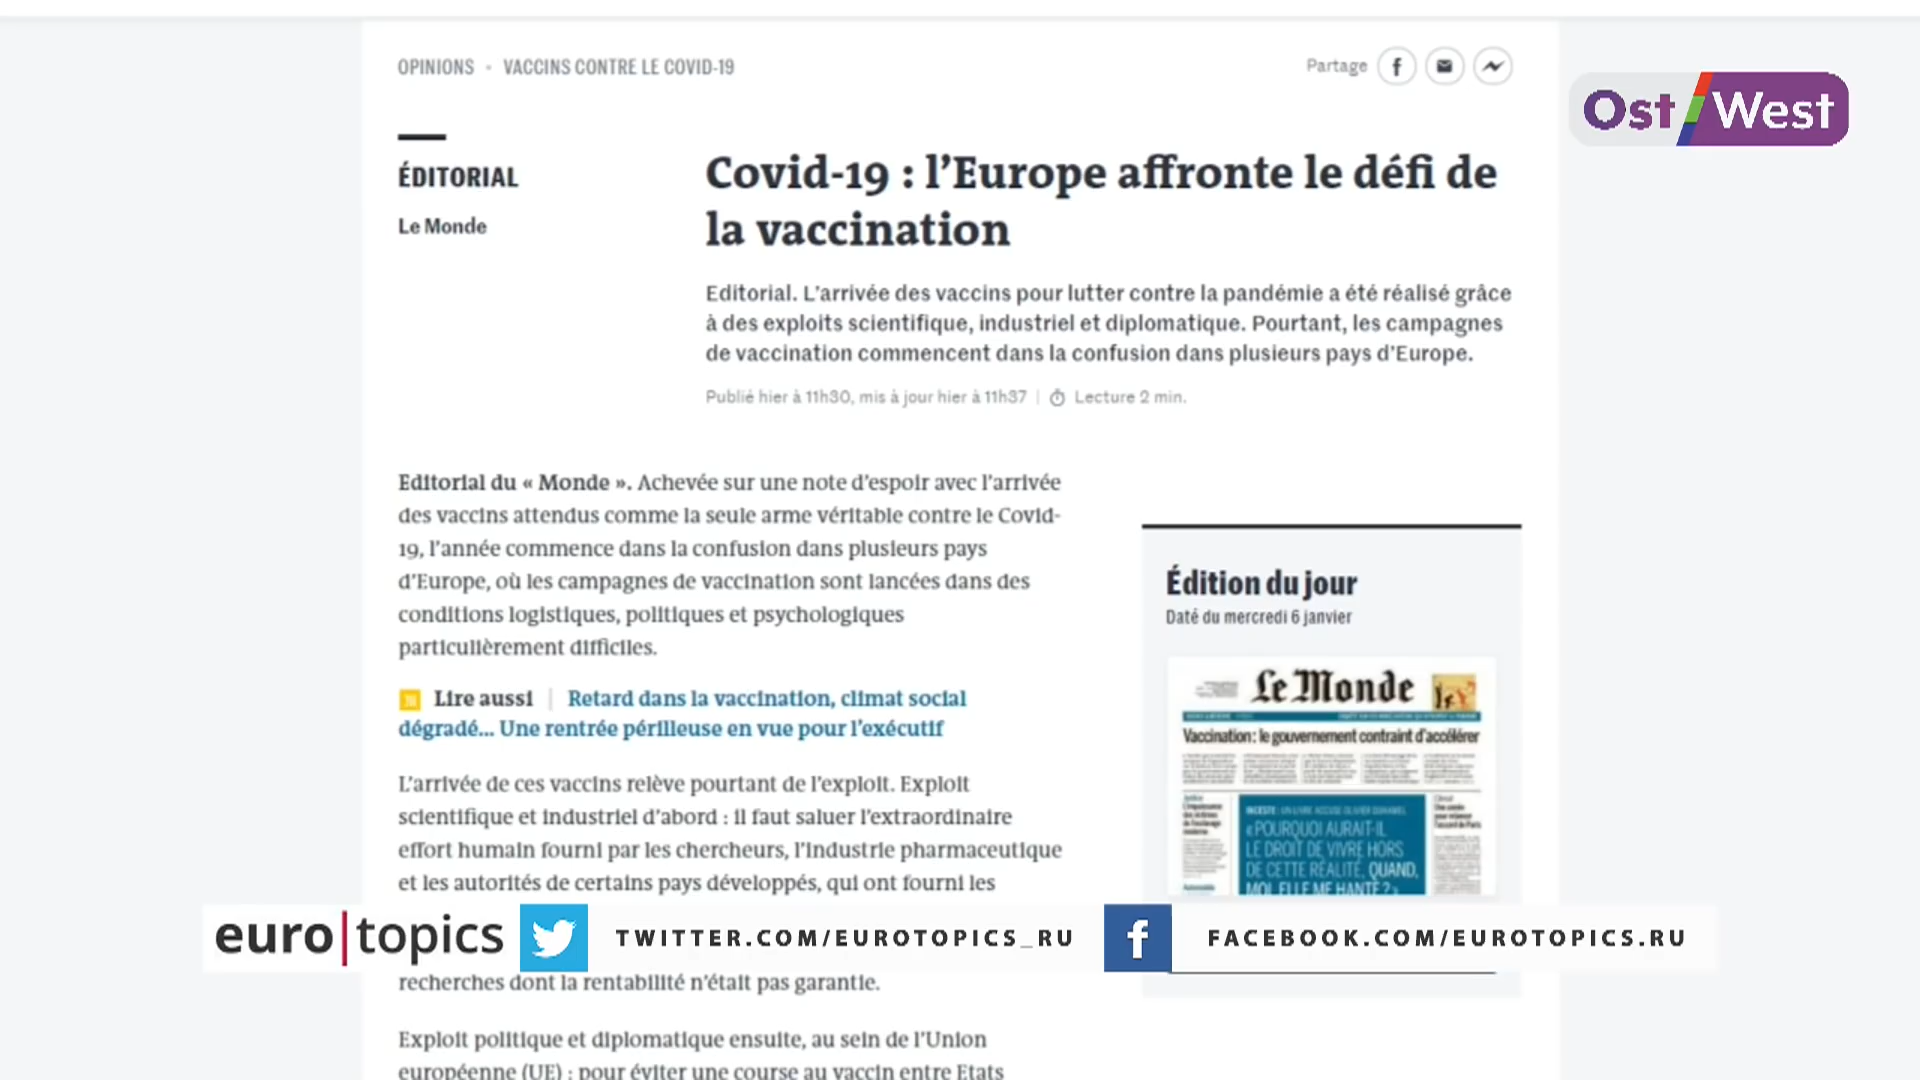 OPINIONS • VACCINS CONTRE LE COVID-19
Partage
Ost West
ÉDITORIAL
Le Monde
Covid-19 : l’Europe affronte le défi de
la vaccination
Editorial. L’arrivée des vaccins pour lutter contre la pandémie a été réalisé grâce
à des exploits scientifique, industriel et diplomatique. Pourtant, les campagnes
de vaccination commencent dans la confusion dans plusieurs pays d’Europe.
Publié hier à 11h30, mis à jour hier à 11h37 | Lecture 2 min.
Editorial du « Monde ». Achevée sur une note d’espoir avec l’arrivée
des vaccins attendus comme la seule arme véritable contre le Covid-
19, l’année commence dans la confusion dans plusieurs pays
d’Europe, où les campagnes de vaccination sont lancées dans des
conditions logistiques, politiques et psychologiques
particulièrement difficiles.
Lire aussi | Retard dans la vaccination, climat social
dégradé… Une rentrée périlleuse en vue pour l’exécutif
L’arrivée de ces vaccins relève pourtant de l’exploit. Exploit
scientifique et industriel d’abord : il faut saluer l’extraordinaire
effort humain fourni par les chercheurs, l’industrie pharmaceutique
et les autorités de certains pays développés, qui ont fourni les
recherches dont la rentabilité n’était pas garantie.
Exploit politique et diplomatique ensuite, au sein de l’Union
européenne (UE) : pour éviter une course au vaccin entre Etats
Édition du jour
Daté du mercredi 6 janvier
Le Monde
Vaccination : le gouvernement contraint d’accélérer
INCESTE : UN LIVRE ACCUSE OLIVIER DUHAMEL
« POURQUOI AURAIT-IL
LE DROIT DE VIVRE HORS
DE CETTE RÉALITÉ, QUAND,
MOI, ELLE ME HANTE ? »
euro|topics
TWITTER.COM/EUROTOPICS_RU
FACEBOOK.COM/EUROTOPICS.RU